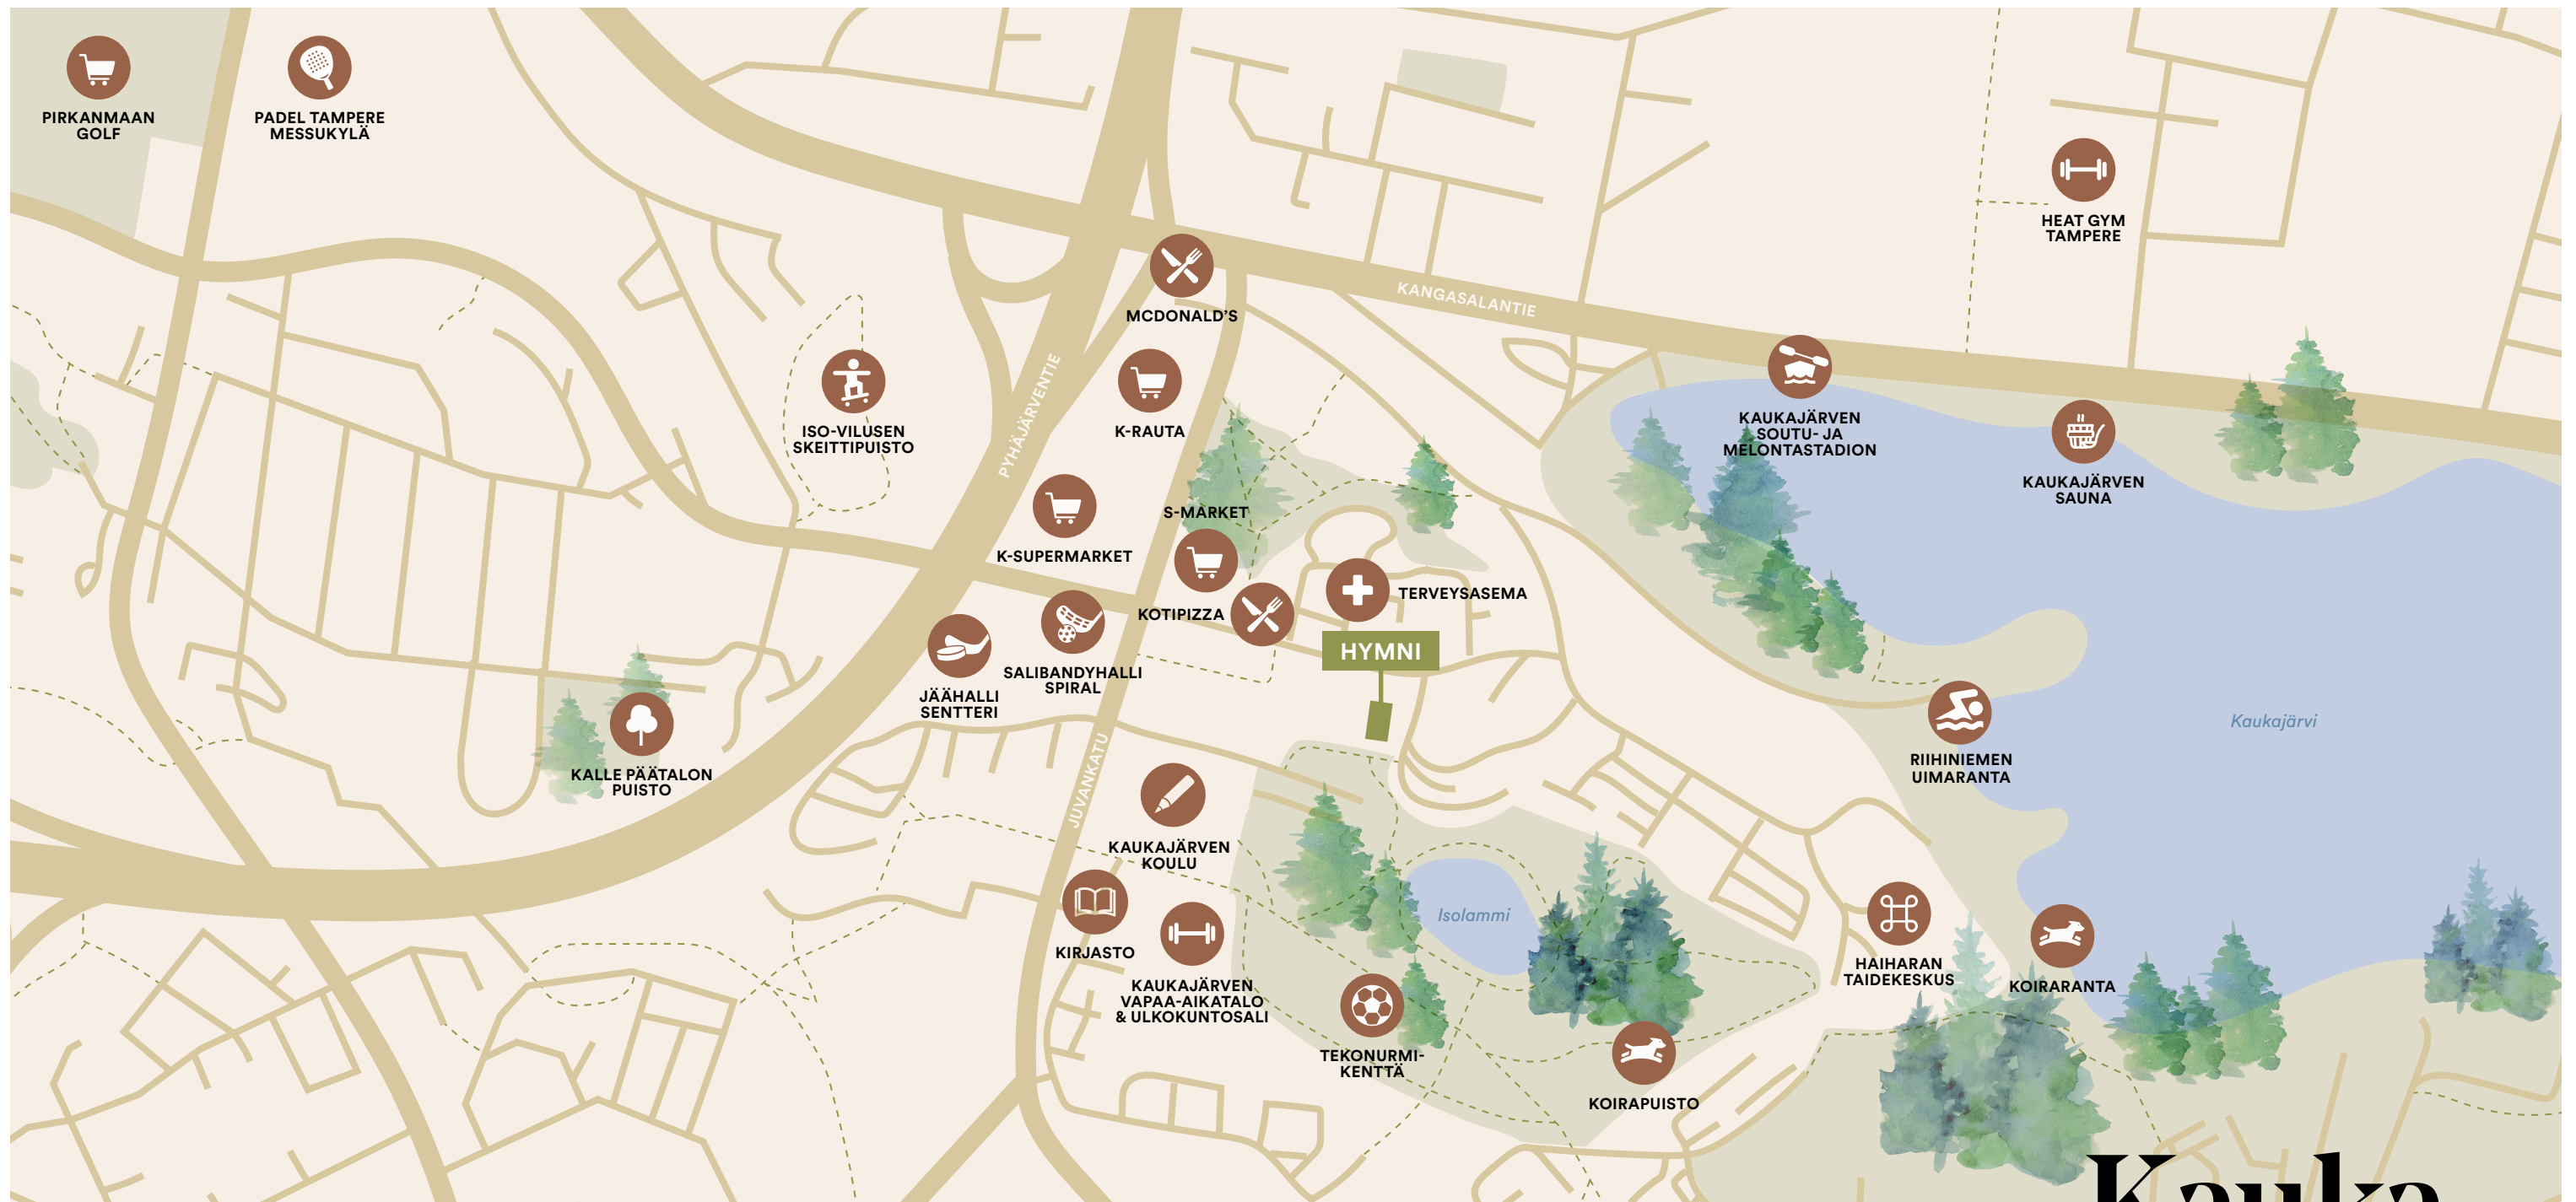 PIRKANMAAN
GOLF
PADEL TAMPERE
MESSUKYLÄ
HEAT GYM
TAMPERE
MCDONALD'S
KANGASALANTIE
PYHÄJÄRVENTIE
ISO-VILUSEN
SKEITTIPUISTO
K-RAUTA
KAUKAJÄRVEN
SOUTU- JA
MELONTASTADION
KAUKAJÄRVEN
SAUNA
S-MARKET
K-SUPERMARKET
KOTIPIZZA
TERVEYSASEMA
HYMNI
SALIBANDYHALLI
SPIRAL
JÄÄHALLI
SENTTERI
KALLE PÄÄTALON
PUISTO
JUVANKATU
RIIHINIEMEN
UIMARANTA
Kaukajärvi
KAUKAJÄRVEN
KOULU
Isolammi
KIRJASTO
KAUKAJÄRVEN
VAPAA-AIKATALO
& ULKOKUNTOSALI
HAIHARAN
TAIDEKESKUS
KOIRARANTA
TEKONURMI-
KENTTÄ
KOIRAPUISTO
Kauka